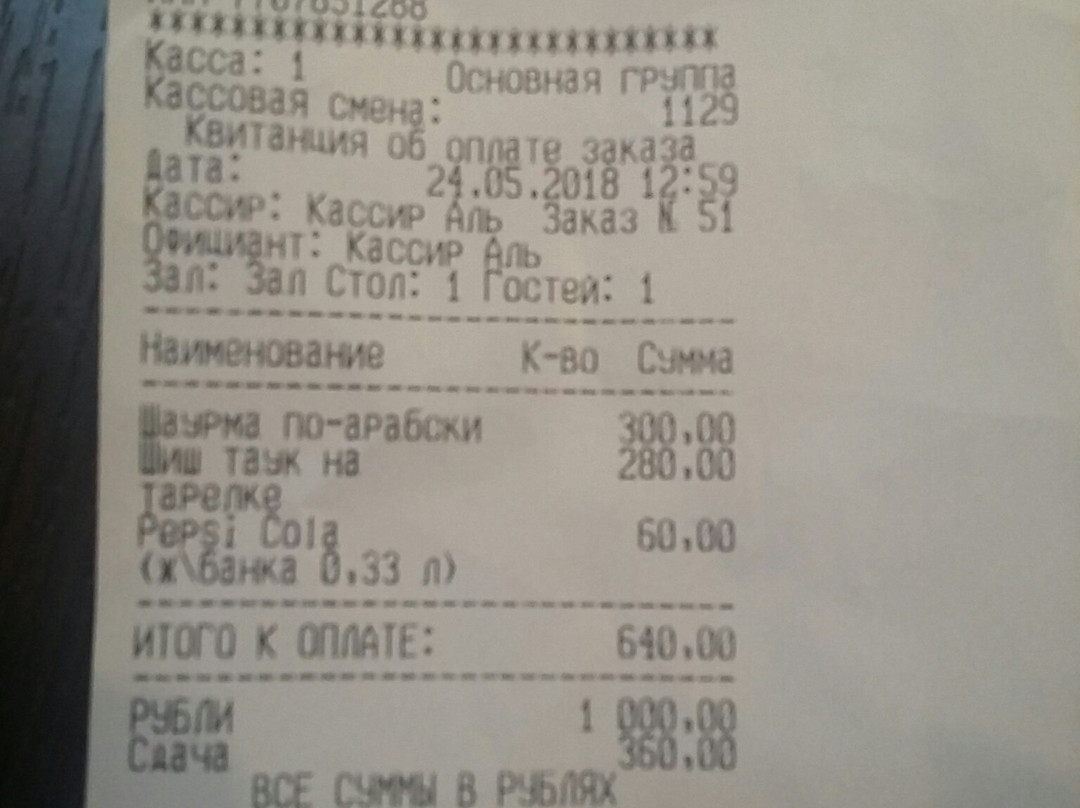 *****************************
Касса: 1 Основная группа
Кассовая смена: 1129
Квитанция об оплате заказа
Дата: 24.05.2018 12:59
Кассир: Кассир Аль Заказ № 51
Официант: Кассир Аль
Зал: Зал Стол: 1 Гостей: 1
Наименование К-во Сумма
Шаурма по-арабски 300,00
Шиш таук на 280,00
тарелке
Pepsi Cola 60,00
(ж\банка 0,33 л)
ИТОГО К ОПЛАТЕ: 640,00
РУБЛИ 1 000,00
Сдача 360,00
ВСЕ СУММЫ В РУБЛЯХ